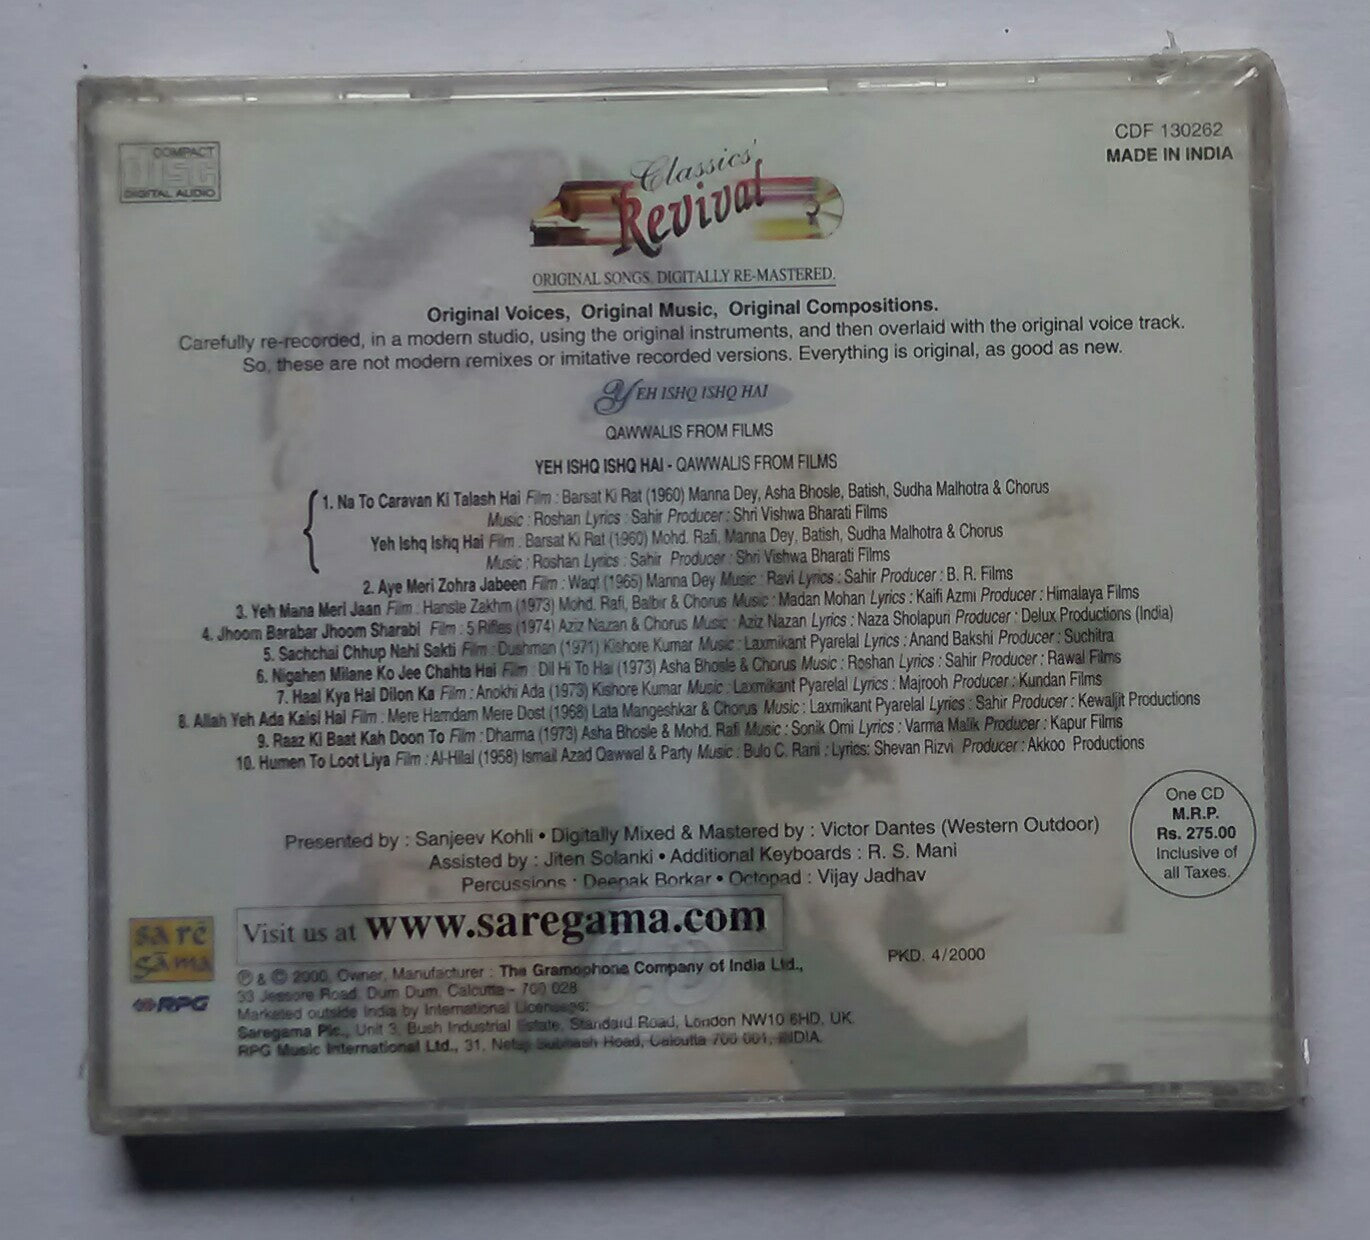 COMPACT
disc
DIGITAL AUDIO
CDF 130262
MADE IN INDIA
Classics'
Revival
ORIGINAL SONGS, DIGITALLY RE-MASTERED.
Original Voices, Original Music, Original Compositions.
Carefully re-recorded, in a modern studio, using the original instruments, and then overlaid with the original voice track.
So, these are not modern remixes or imitative recorded versions. Everything is original, as good as new.
YEH ISHQ ISHQ HAI
QAWWALIS FROM FILMS
YEH ISHQ ISHQ HAI - QAWWALIS FROM FILMS
1. Na To Caravan Ki Talash Hai Film : Barsat Ki Rat (1960) Manna Dey, Asha Bhosle, Batish, Sudha Malhotra & Chorus
Music : Roshan Lyrics : Sahir Producer : Shri Vishwa Bharati Films
Yeh Ishq Ishq Hai Film : Barsat Ki Rat (1960) Mohd. Rafi, Manna Dey, Batish, Sudha Malhotra & Chorus
Music : Roshan Lyrics : Sahir Producer : Shri Vishwa Bharati Films
2. Aye Meri Zohra Jabeen Film : Waqt (1965) Manna Dey Music : Ravi Lyrics : Sahir Producer : B. R. Films
3. Yeh Mana Meri Jaan Film : Hanste Zakhm (1973) Mohd. Rafi, Balbir & Chorus Music : Madan Mohan Lyrics : Kaifi Azmi Producer : Himalaya Films
4. Jhoom Barabar Jhoom Sharabi Film : 5 Rifles (1974) Aziz Nazan & Chorus Music : Aziz Nazan Lyrics : Naza Sholapuri Producer : Delux Productions (India)
5. Sachchai Chhup Nahi Sakti Film : Dushman (1971) Kishore Kumar Music : Laxmikant Pyarelal Lyrics : Anand Bakshi Producer : Suchitra
6. Nigahen Milane Ko Jee Chahta Hai Film : Dil Hi To Hai (1973) Asha Bhosle & Chorus Music : Roshan Lyrics : Sahir Producer : Rawal Films
7. Haal Kya Hai Dilon Ka Film : Anokhi Ada (1973) Kishore Kumar Music : Laxmikant Pyarelal Lyrics : Majrooh Producer : Kundan Films
8. Allah Yeh Ada Kaisi Hai Film : Mere Hamdam Mere Dost (1968) Lata Mangeshkar & Chorus Music : Laxmikant Pyarelal Lyrics : Sahir Producer : Kewaljit Productions
9. Raaz Ki Baat Kah Doon To Film : Dharma (1973) Asha Bhosle & Mohd. Rafi Music : Sonik Omi Lyrics : Varma Malik Producer : Kapur Films
10. Humen To Loot Liya Film : Al-Hilal (1958) Ismail Azad Qawwal & Party Music : Bulo C. Rani : Lyrics: Shevan Rizvi Producer : Akkoo Productions
One CD
M.R.P.
Rs. 275.00
Inclusive of
all Taxes.
Presented by : Sanjeev Kohli • Digitally Mixed & Mastered by : Victor Dantes (Western Outdoor)
Assisted by : Jiten Solanki • Additional Keyboards : R. S. Mani
Percussions : Deepak Borkar • Octopad : Vijay Jadhav
sa rē
gā ma
RPG
Visit us at www.saregama.com
PKD. 4/2000
℗ & © 2000, Owner, Manufacturer : The Gramophone Company of India Ltd.,
33 Jessore Road, Dum Dum, Calcutta - 700 028
Marketed outside India by International Licensees:
Saregama Plc., Unit 3, Bush Industrial Estate, Standard Road, London NW10 6HD, UK.
RPG Music International Ltd., 31, Netaji Subhash Road, Calcutta 700 001, INDIA.